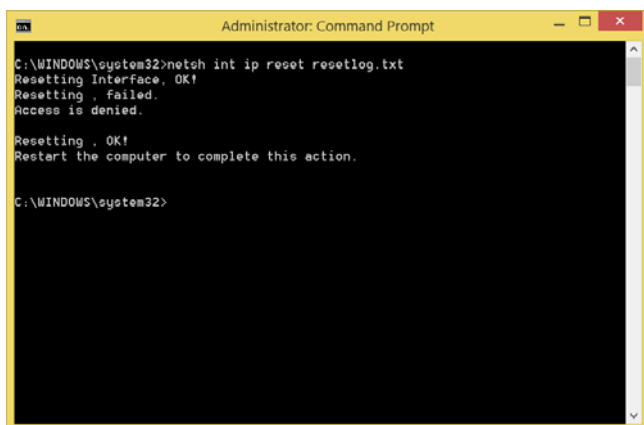 Administrator: Command Prompt
C:\WINDOWS\system32>netsh int ip reset resetlog.txt
Resetting Interface, OK!
Resetting , failed.
Access is denied.
Resetting , OK!
Restart the computer to complete this action.
C:\WINDOWS\system32>